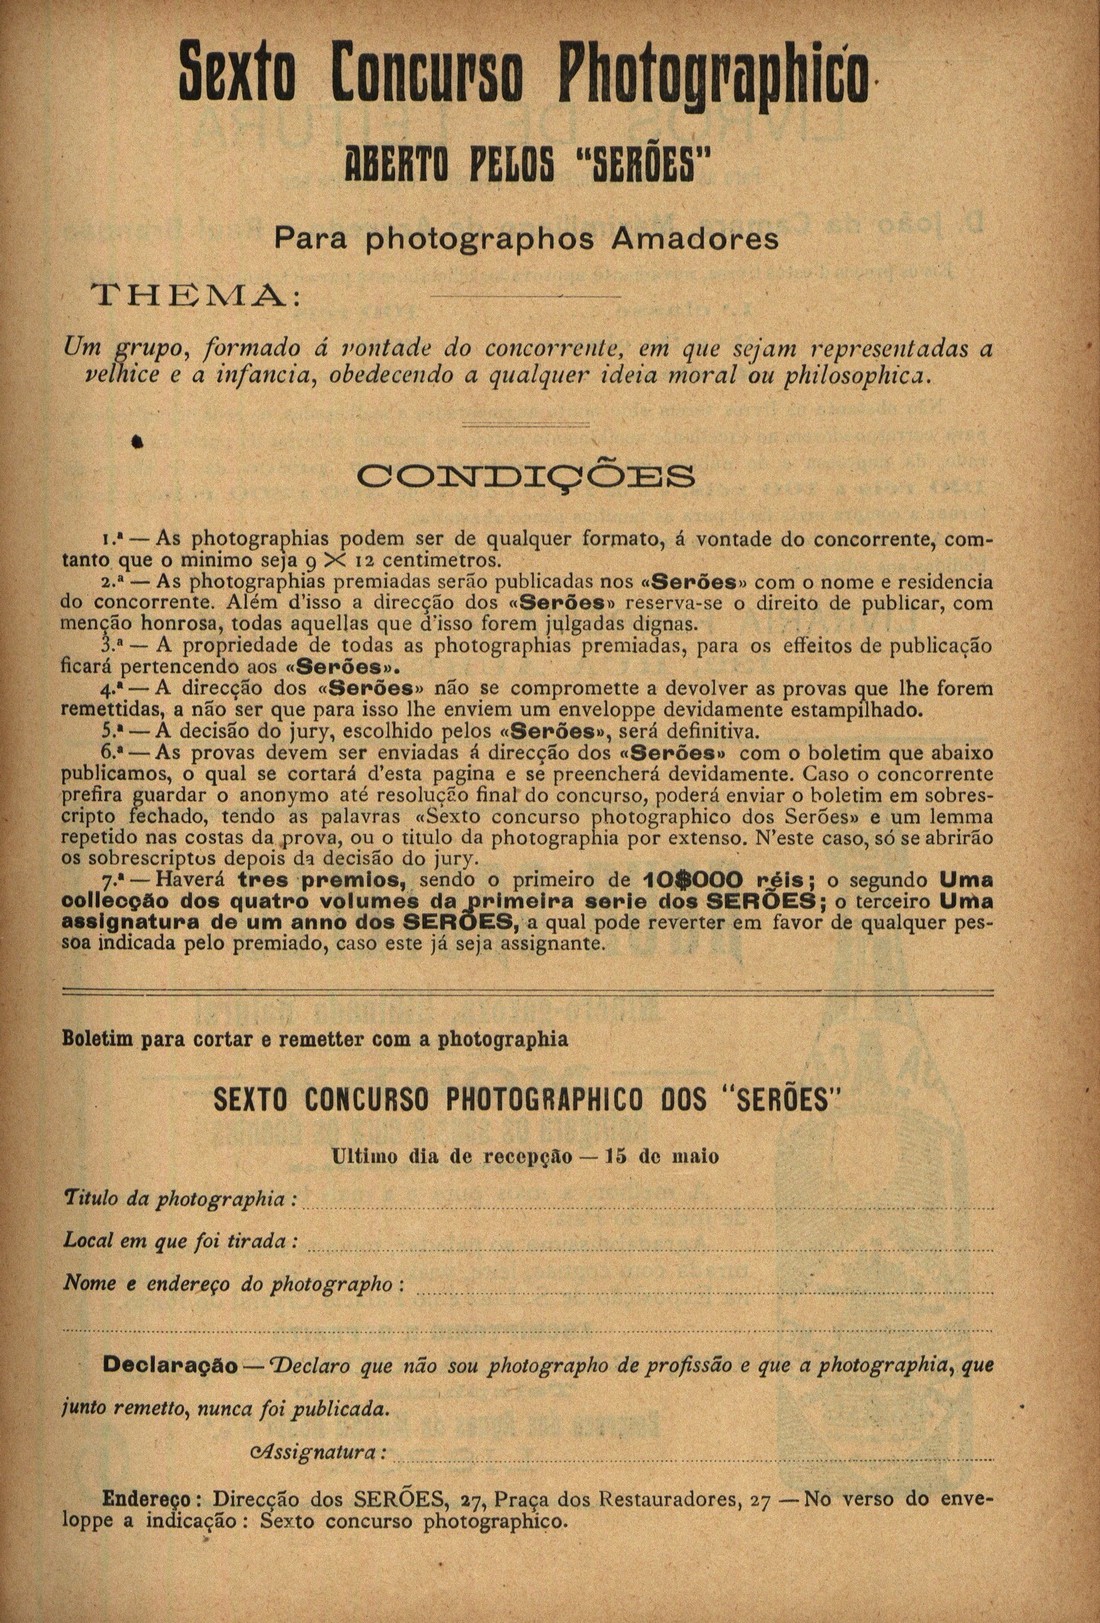 Sexto Concurso Photographico
ABERTO PELOS "SERÕES"
Para photographos Amadores
THEMA:
Um grupo, formado á vontade do concorrente, em que sejam representadas a
velhice e a infancia, obedecendo a qualquer ideia moral ou philosophica.
CONDIÇÕES
1.ª — As photographias podem ser de qualquer formato, á vontade do concorrente, com-
tanto que o minimo seja 9 X 12 centimetros.
2.ª — As photographias premiadas serão publicadas nos «Serões» com o nome e residencia
do concorrente. Além d'isso a direcção dos «Serões» reserva-se o direito de publicar, com
menção honrosa, todas aquellas que d'isso forem julgadas dignas.
3.ª — A propriedade de todas as photographias premiadas, para os effeitos de publicação
ficará pertencendo aos «Serões».
4.ª — A direcção dos «Serões» não se compromette a devolver as provas que lhe forem
remettidas, a não ser que para isso lhe enviem um enveloppe devidamente estampilhado.
5.ª — A decisão do jury, escolhido pelos «Serões», será definitiva.
6.ª — As provas devem ser enviadas á direcção dos «Serões» com o boletim que abaixo
publicamos, o qual se cortará d'esta pagina e se preencherá devidamente. Caso o concorrente
prefira guardar o anonymo até resolução final do concurso, poderá enviar o boletim em sobres-
cripto fechado, tendo as palavras «Sexto concurso photographico dos Serões» e um lemma
repetido nas costas da prova, ou o titulo da photographia por extenso. N'este caso, só se abrirão
os sobrescriptos depois da decisão do jury.
7.ª — Haverá tres premios, sendo o primeiro de 10$000 réis; o segundo Uma
collecção dos quatro volumes da primeira serie dos SERÕES; o terceiro Uma
assignatura de um anno dos SERÕES, a qual pode reverter em favor de qualquer pes-
soa indicada pelo premiado, caso este já seja assignante.
Boletim para cortar e remetter com a photographia
SEXTO CONCURSO PHOTOGRAPHICO DOS "SERÕES"
Ultimo dia de recepção — 15 de maio
Titulo da photographia :
Local em que foi tirada :
Nome e endereço do photographo :
Declaração — Declaro que não sou photographo de profissão e que a photographia, que
junto remetto, nunca foi publicada.
Assignatura :
Endereço : Direcção dos SERÕES, 27, Praça dos Restauradores, 27 — No verso do enve-
loppe a indicação : Sexto concurso photographico.